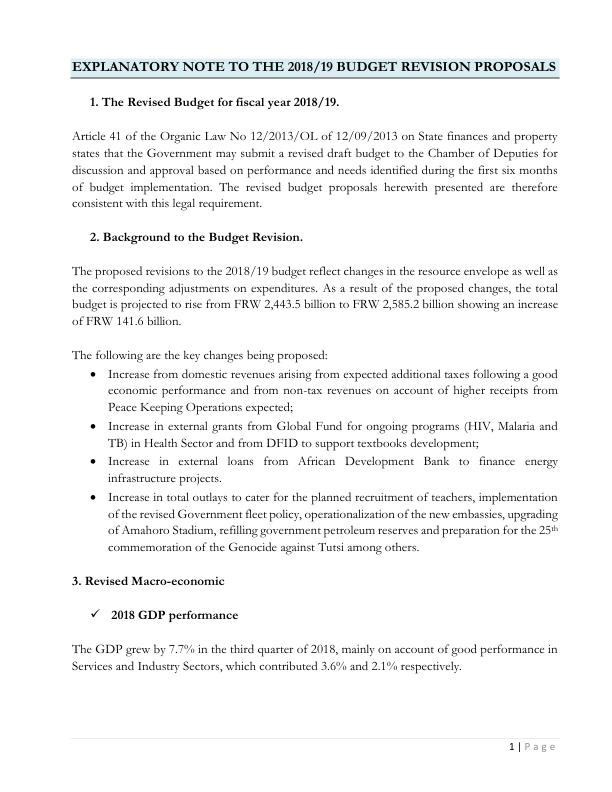 EXPLANATORY NOTE TO THE 2018/19 BUDGET REVISION PROPOSALS
1. The Revised Budget for fiscal year 2018/19.
Article 41 of the Organic Law No 12/2013/OL of 12/09/2013 on State finances and property
states that the Government may submit a revised draft budget to the Chamber of Deputies for
discussion and approval based on performance and needs identified during the first six months
of budget implementation. The revised budget proposals herewith presented are therefore
consistent with this legal requirement.
2. Background to the Budget Revision.
The proposed revisions to the 2018/19 budget reflect changes in the resource envelope as well as
the corresponding adjustments on expenditures. As a result of the proposed changes, the total
budget is projected to rise from FRW 2,443.5 billion to FRW 2,585.2 billion showing an increase
of FRW 141.6 billion.
The following are the key changes being proposed:
• Increase from domestic revenues arising from expected additional taxes following a good
economic performance and from non-tax revenues on account of higher receipts from
Peace Keeping Operations expected;
• Increase in external grants from Global Fund for ongoing programs (HIV, Malaria and
TB) in Health Sector and from DFID to support textbooks development;
• Increase in external loans from African Development Bank to finance energy
infrastructure projects.
• Increase in total outlays to cater for the planned recruitment of teachers, implementation
of the revised Government fleet policy, operationalization of the new embassies, upgrading
of Amahoro Stadium, refilling government petroleum reserves and preparation for the 25th
commemoration of the Genocide against Tutsi among others.
3. Revised Macro-economic
✓ 2018 GDP performance
The GDP grew by 7.7% in the third quarter of 2018, mainly on account of good performance in
Services and Industry Sectors, which contributed 3.6% and 2.1% respectively.
1 | Page